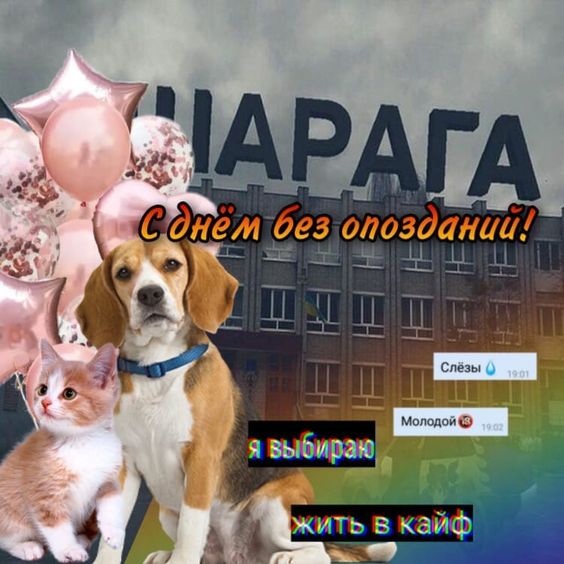 ШАРАГА
С днём без опозданий!
Слёзы💧 19:01
Молодой🔞 19:02
я выбираю
жить в кайф